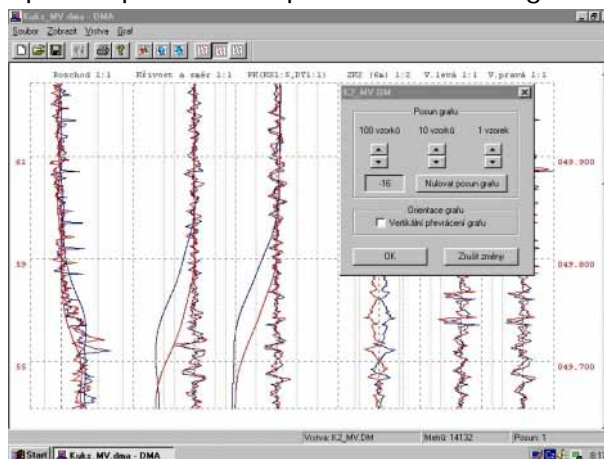 Kuks_MV.dma - DMA
Soubor Zobrazit Vrstva Graf
Rozchod 1:1 Křivost a směr 1:1 PK(KS1:5,DT1:1) ZK2 (6m) 1:2 V.levá 1:1 V.pravá 1:1
K2_MV.DM
Posun grafu
100 vzorků 10 vzorků 1 vzorek
-16 Nulovat posun grafu
Orientace grafu
Vertikální převrácení grafu
OK Zrušit změny
61 049.900
59 049.800
55 049.700
Vrstva: K2_MV.DM Metrů: 14132 Posun: 1
Start Kuks_MV.dma - DMA